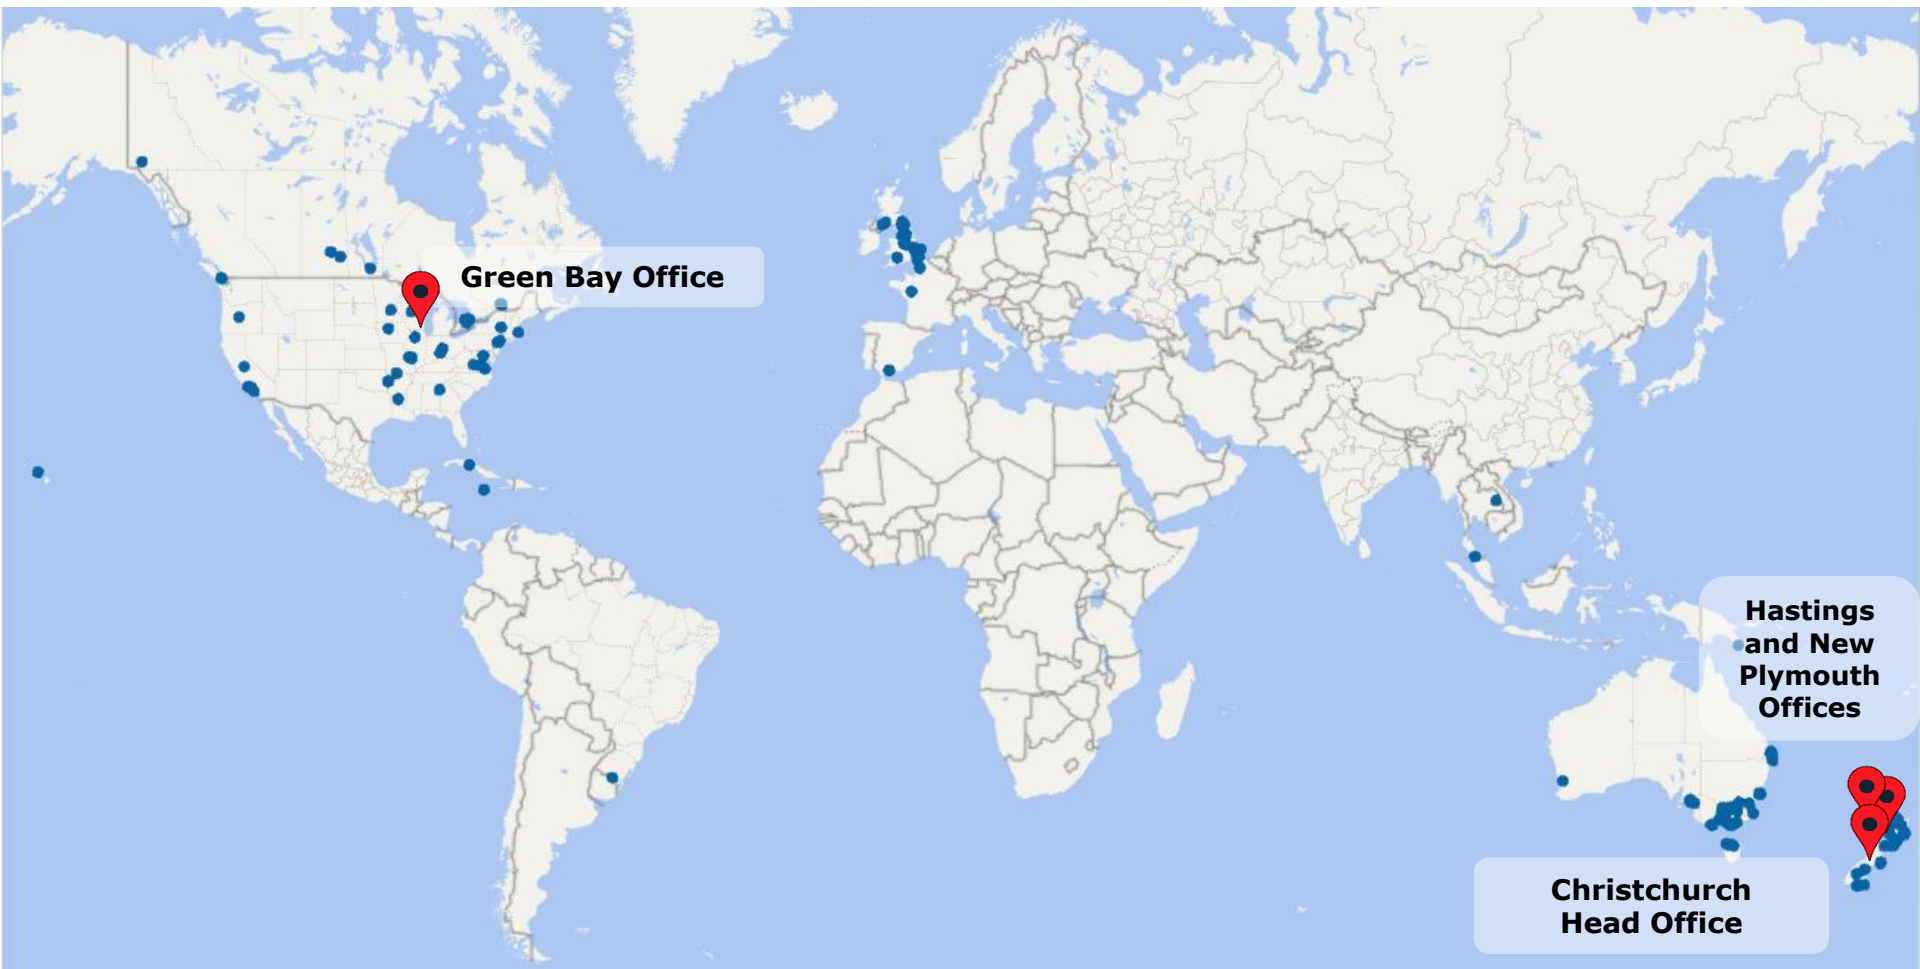 Green Bay Office
Hastings
and New
Plymouth
Offices
Christchurch
Head Office